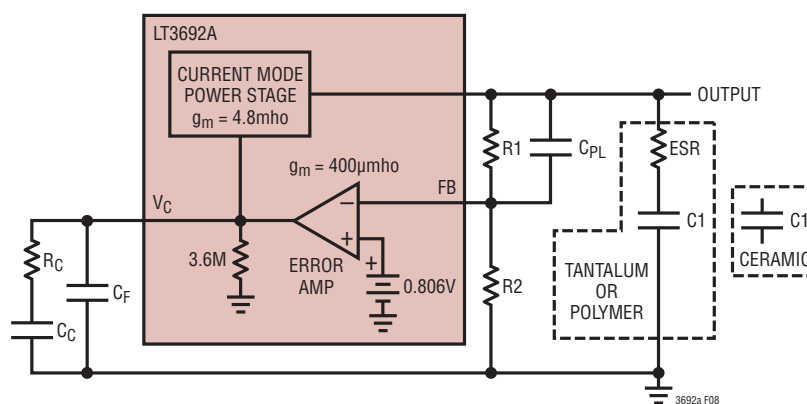 LT3692A
CURRENT MODE
POWER STAGE
gm = 4.8mho
OUTPUT
R1
CPL
ESR
gm = 400µmho
FB
VC
C1
C1
CERAMIC
RC
CF
3.6M
ERROR
AMP
0.806V
R2
TANTALUM
OR
POLYMER
CC
3692a F08